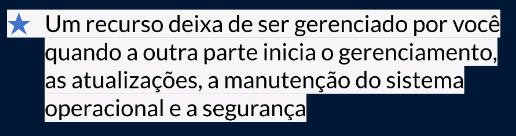 Um recurso deixa de ser gerenciado por você
quando a outra parte inicia o gerenciamento,
as atualizações, a manutenção do sistema
operacional e a segurança